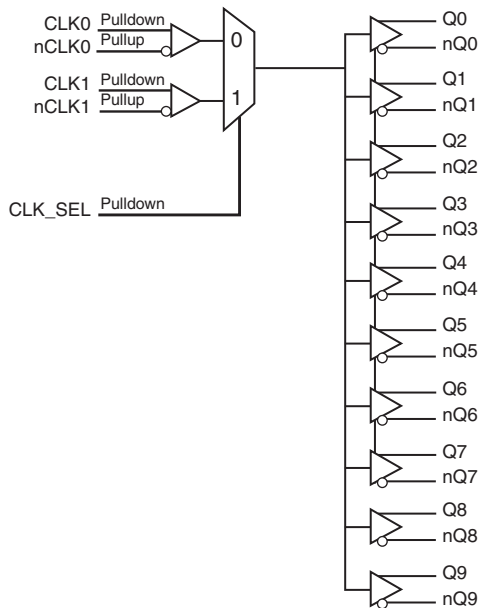 CLK0 Pulldown
nCLK0 Pullup
CLK1 Pulldown
nCLK1 Pullup
0
1
CLK_SEL Pulldown
Q0
nQ0
Q1
nQ1
Q2
nQ2
Q3
nQ3
Q4
nQ4
Q5
nQ5
Q6
nQ6
Q7
nQ7
Q8
nQ8
Q9
nQ9